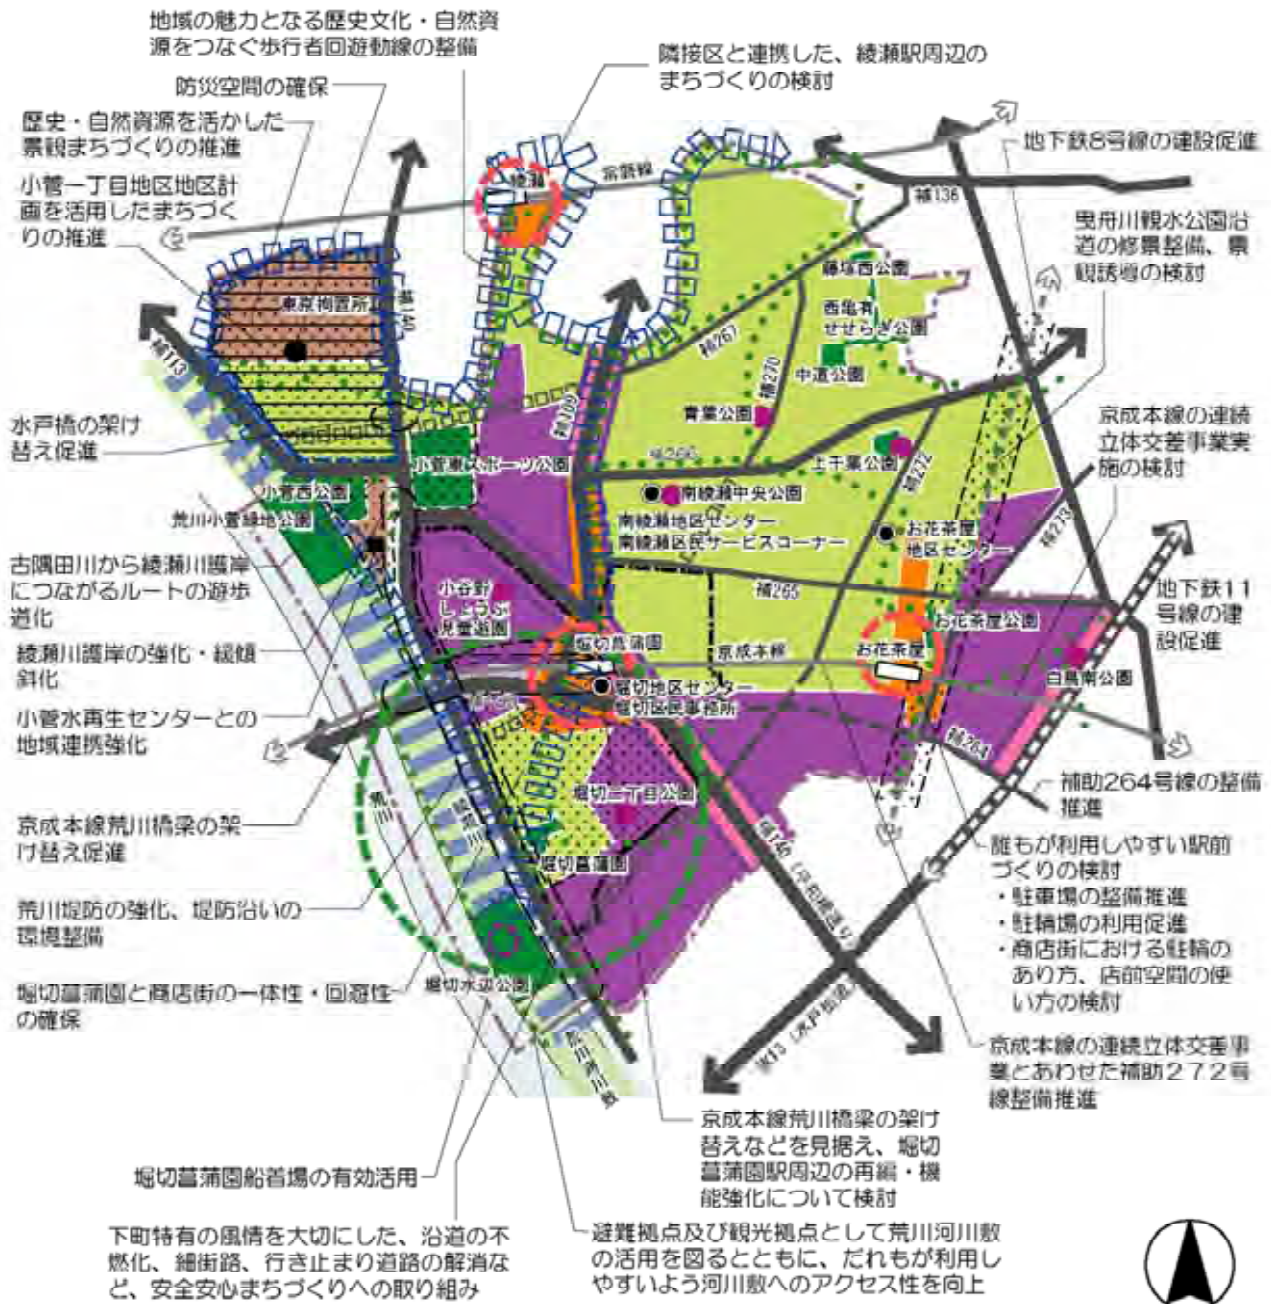 地域の魅力となる歴史文化・自然資
源をつなぐ歩行者回遊動線の整備
隣接区と連携した、綾瀬駅周辺の
まちづくりの検討
防災空間の確保
歴史・自然資源を活かした
景観まちづくりの推進
小菅一丁目地区地区計
画を活用したまちづく
りの推進
地下鉄8号線の建設促進
曳舟川親水公園沿
道の修景整備、景
観誘導の検討
綾瀬
常磐線
補136
藤塚西公園
西亀有
せせらぎ公園
東京拘置所
補140
補113
補267
補270
中道公園
補109
青葉公園
京成本線の連続
立体交差事業実
施の検討
水戸橋の架け
替え促進
小菅東スポーツ公園
上千葉公園
補272
小菅西公園
南綾瀬中央公園
荒川小菅緑地公園
南綾瀬地区センター
南綾瀬区民サービスコーナー
お花茶屋
地区センター
補273
古隅田川から綾瀬川護岸
につながるルートの遊歩
道化
小谷野
しょうぶ
児童遊園
補265
地下鉄11
号線の建
設促進
お花茶屋公園
綾瀬川護岸の強化・緩傾
斜化
堀切菖蒲園
京成本線
お花茶屋
白鳥南公園
堀切地区センター
堀切区民事務所
小菅水再生センターとの
地域連携強化
補264
補助264号線の整備
推進
堀切二丁目公園
荒川
綾瀬川
京成本線荒川橋梁の架
け替え促進
堀切菖蒲園
補146（平和橋通り）
誰もが利用しやすい駅前
づくりの検討
・駐車場の整備推進
・駐輪場の利用促進
・商店街における駐輪の
あり方、店前空間の使
い方の検討
荒川堤防の強化、堤防沿いの
環境整備
堀切菖蒲園と商店街の一体性・回遊性
の確保
堀切水辺公園
荒川河川敷
京成本線の連続立体交差事
業とあわせた補助272号
線整備推進
京成本線荒川橋梁の架け
替えなどを見据え、堀切
菖蒲園駅周辺の再編・機
能強化について検討
堀切菖蒲園船着場の有効活用
下町特有の風情を大切にした、沿道の不
燃化、細街路、行き止まり道路の解消な
ど、安全安心まちづくりへの取り組み
避難拠点及び観光拠点として荒川河川敷
の活用を図るとともに、だれもが利用し
やすいよう河川敷へのアクセス性を向上